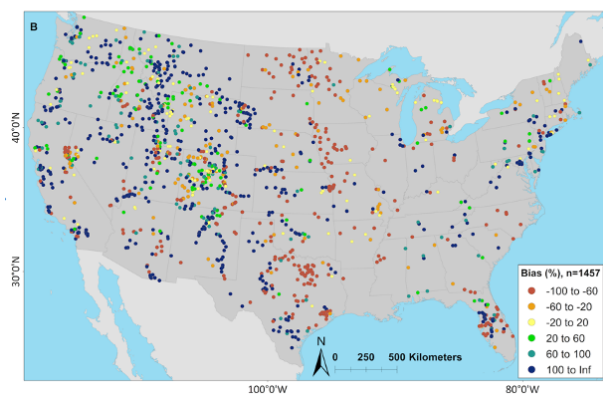 B
40°0'N
30°0'N
Bias (%), n=1457
-100 to -60
-60 to -20
-20 to 20
20 to 60
60 to 100
100 to Inf
N
0 250 500 Kilometers
100°0'W 80°0'W